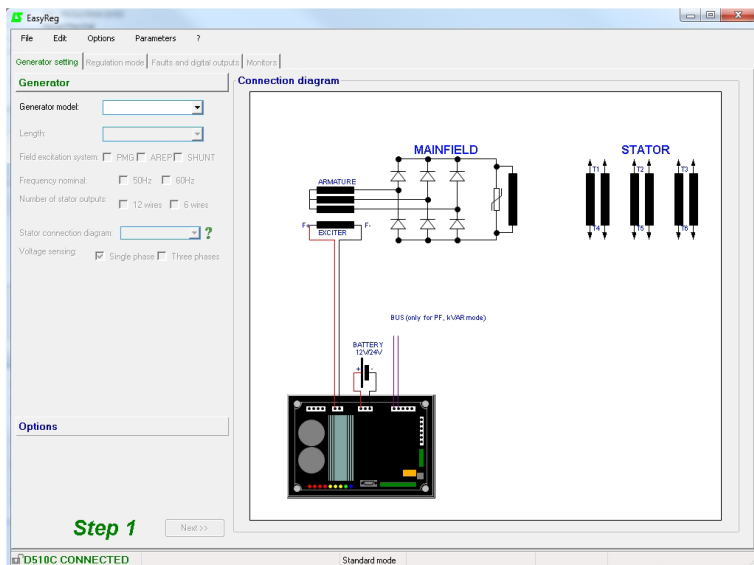 EasyReg
File Edit Options Parameters ?
Generator setting Regulation mode Faults and digital outputs Monitors
Generator
Generator model:
Length:
Field excitation system: PMG AREP SHUNT
Frequency nominal: 50Hz 60Hz
Number of stator outputs: 12 wires 6 wires
Stator connection diagram: ?
Voltage sensing: Single phase Three phases
Options
Step 1 Next >>
Connection diagram
MAINFIELD
STATOR
ARMATURE
F+ F-
EXCITER
T1 T2 T3
T4 T5 T6
BUS (only for PF, kVAR mode)
BATTERY
12V/24V
+ -
D510C CONNECTED Standard mode